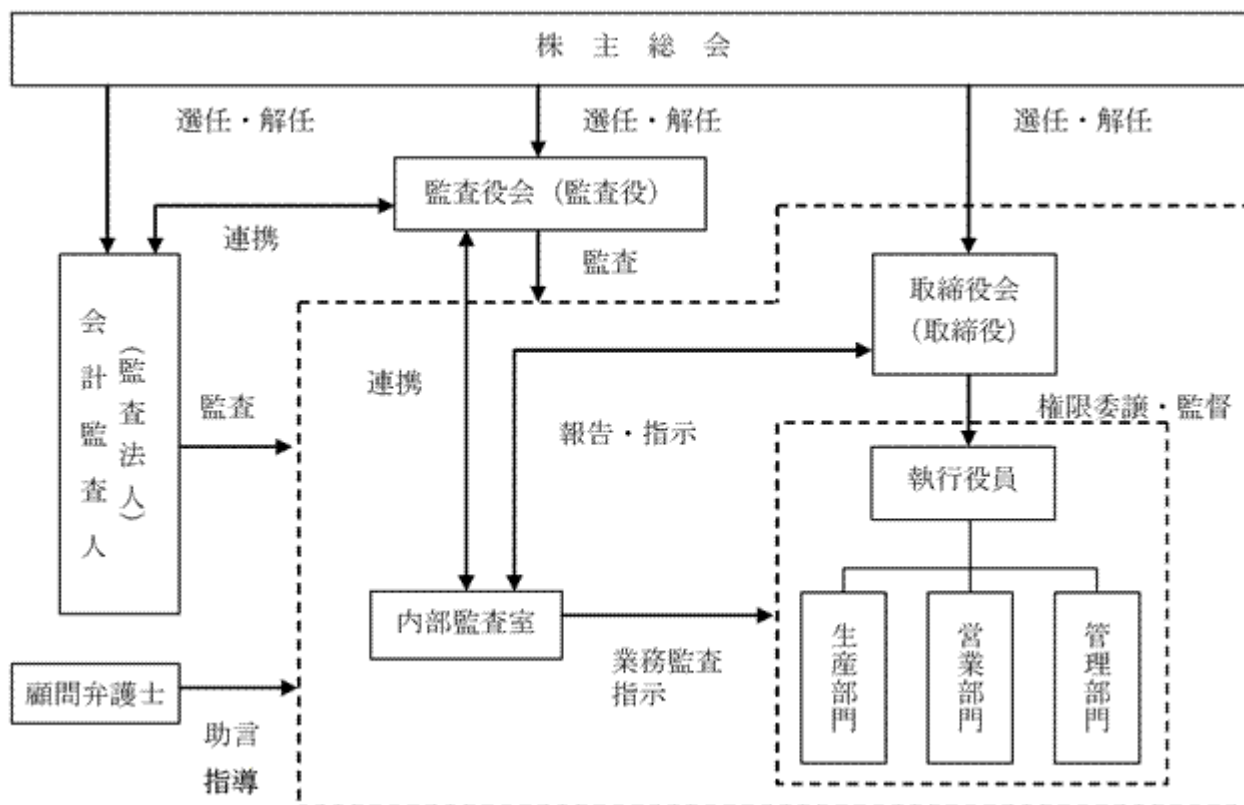 株主総会
選任・解任
選任・解任
選任・解任
監査役会（監査役）
連携
監査
取締役会
（取締役）
会計監査人
（監査法人）
監査
連携
報告・指示
権限委譲・監督
執行役員
内部監査室
業務監査
指示
生産部門
営業部門
管理部門
顧問弁護士
助言
指導